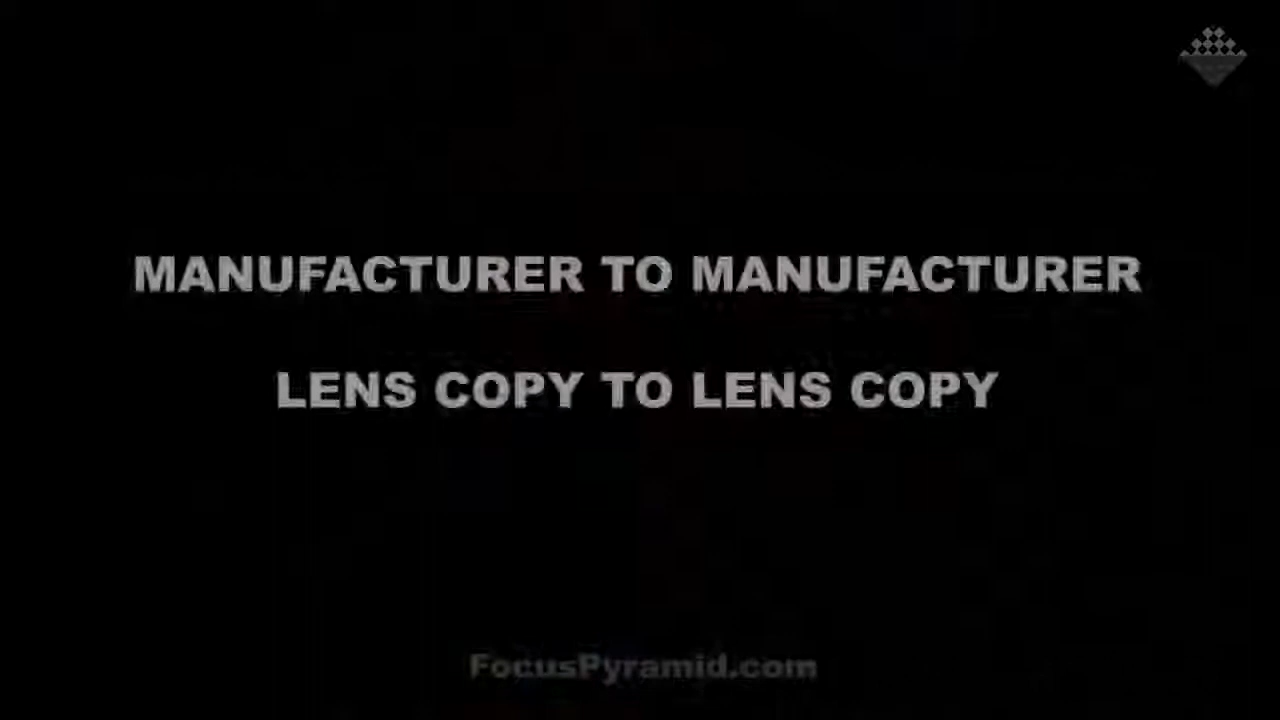 MANUFACTURER TO MANUFACTURER
LENS COPY TO LENS COPY
FocusPyramid.com